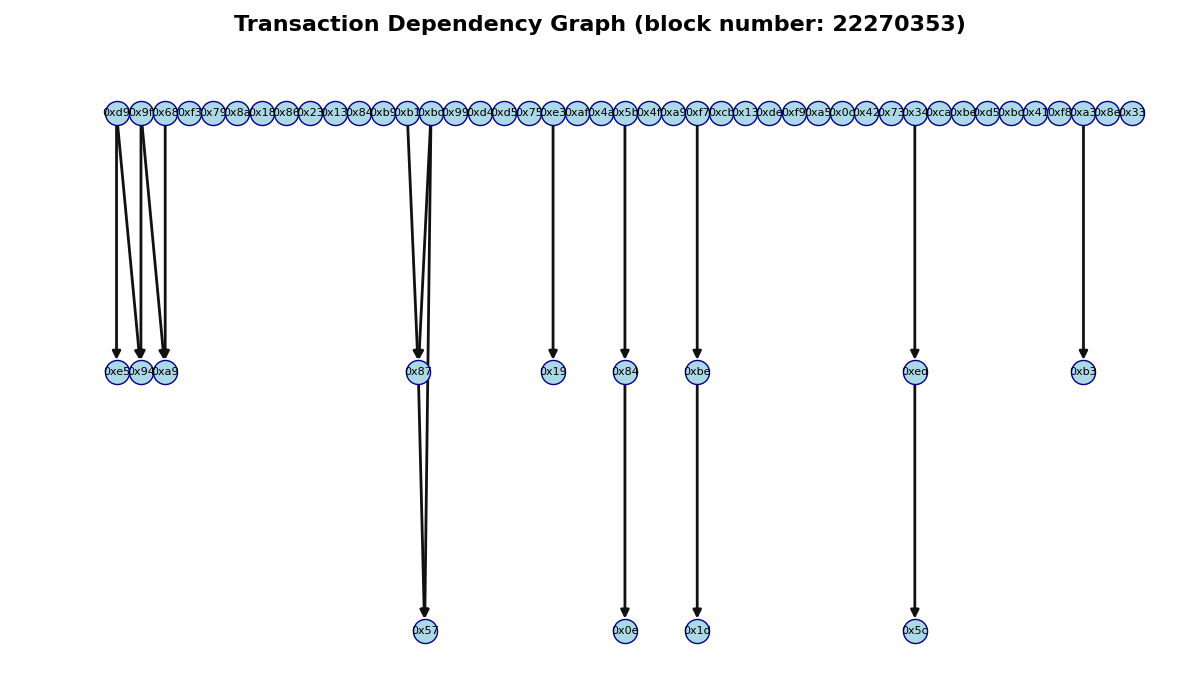 Transaction Dependency Graph (block number: 22270353)
0xd9 0x9f 0x68 0xf3 0x79 0x8a 0x18 0x86 0x23 0x13 0x84 0xb9 0xb1 0xbc 0x99 0xd4 0xd5 0x75 0xe3 0xaf 0x4a 0x5b 0x4f 0xa9 0xf7 0xcb 0x13 0xde 0xf9 0xa5 0x0c 0x42 0x73 0x34 0xca 0xbe 0xd5 0xbc 0x41 0xf8 0xa3 0x8e 0x33
0xe5 0x94 0xa9 0x87 0x19 0x84 0xbe 0xed 0xb3
0x57 0x0e 0x1d 0x5c